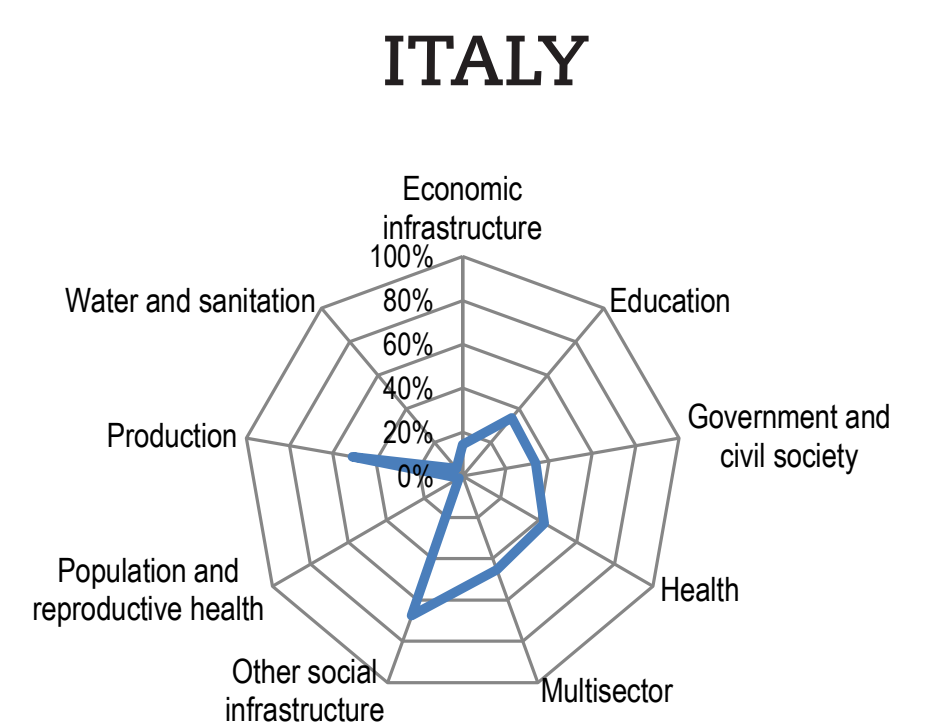 ITALY
Economic
infrastructure
100%
80%
60%
40%
20%
0%
Education
Government and
civil society
Health
Multisector
Other social
infrastructure
Population and
reproductive health
Production
Water and sanitation